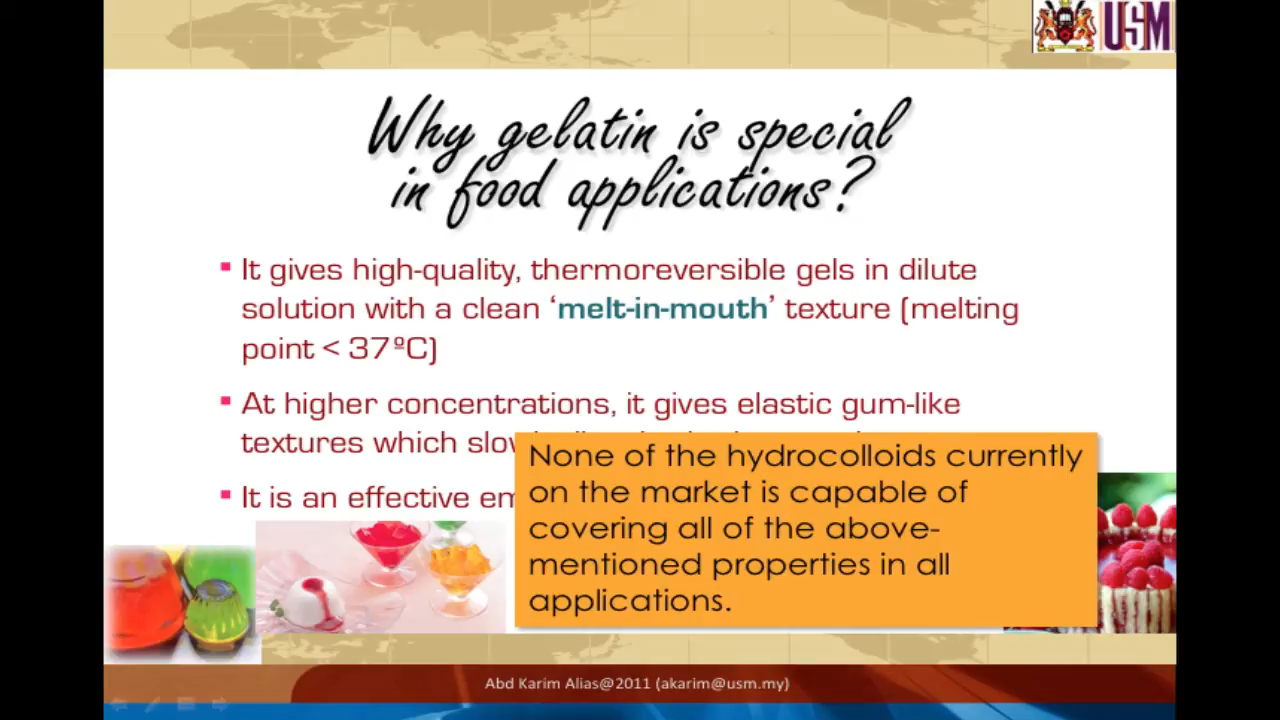 USM
Why gelatin is special
in food applications?
It gives high-quality, thermoreversible gels in dilute
solution with a clean ‘melt-in-mouth’ texture (melting
point < 37ºC)
At higher concentrations, it gives elastic gum-like
textures which
It is an effective
None of the hydrocolloids currently
on the market is capable of
covering all of the above-
mentioned properties in all
applications.
Abd Karim Alias@2011 (akarim@usm.my)